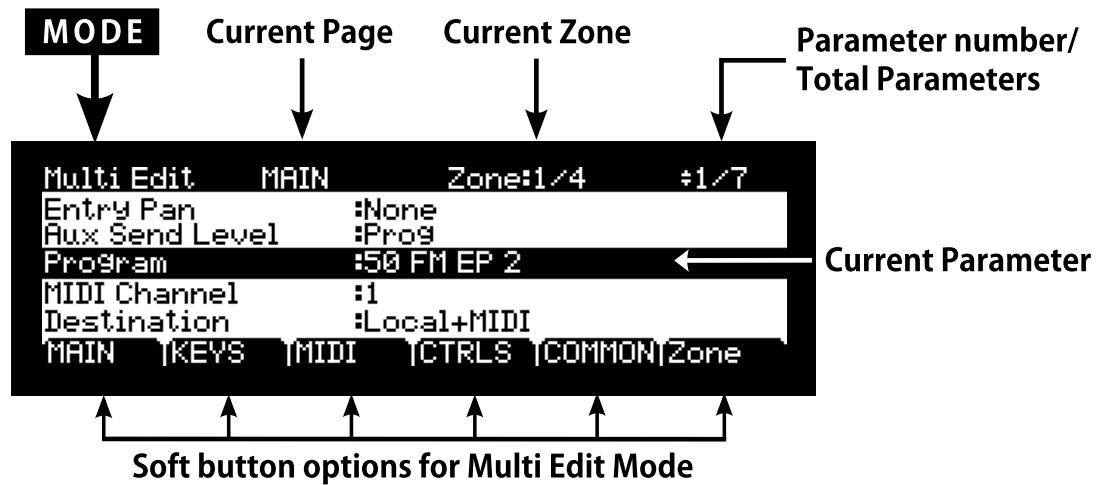 MODE Current Page Current Zone Parameter number/
Total Parameters
Multi Edit MAIN Zone:1/4 ÷1/7
Entry Pan :None
Aux Send Level :Prog
Program :50 FM EP 2
Current Parameter
MIDI Channel :1
Destination :Local+MIDI
MAIN KEYS MIDI CTRLS COMMON Zone
Soft button options for Multi Edit Mode